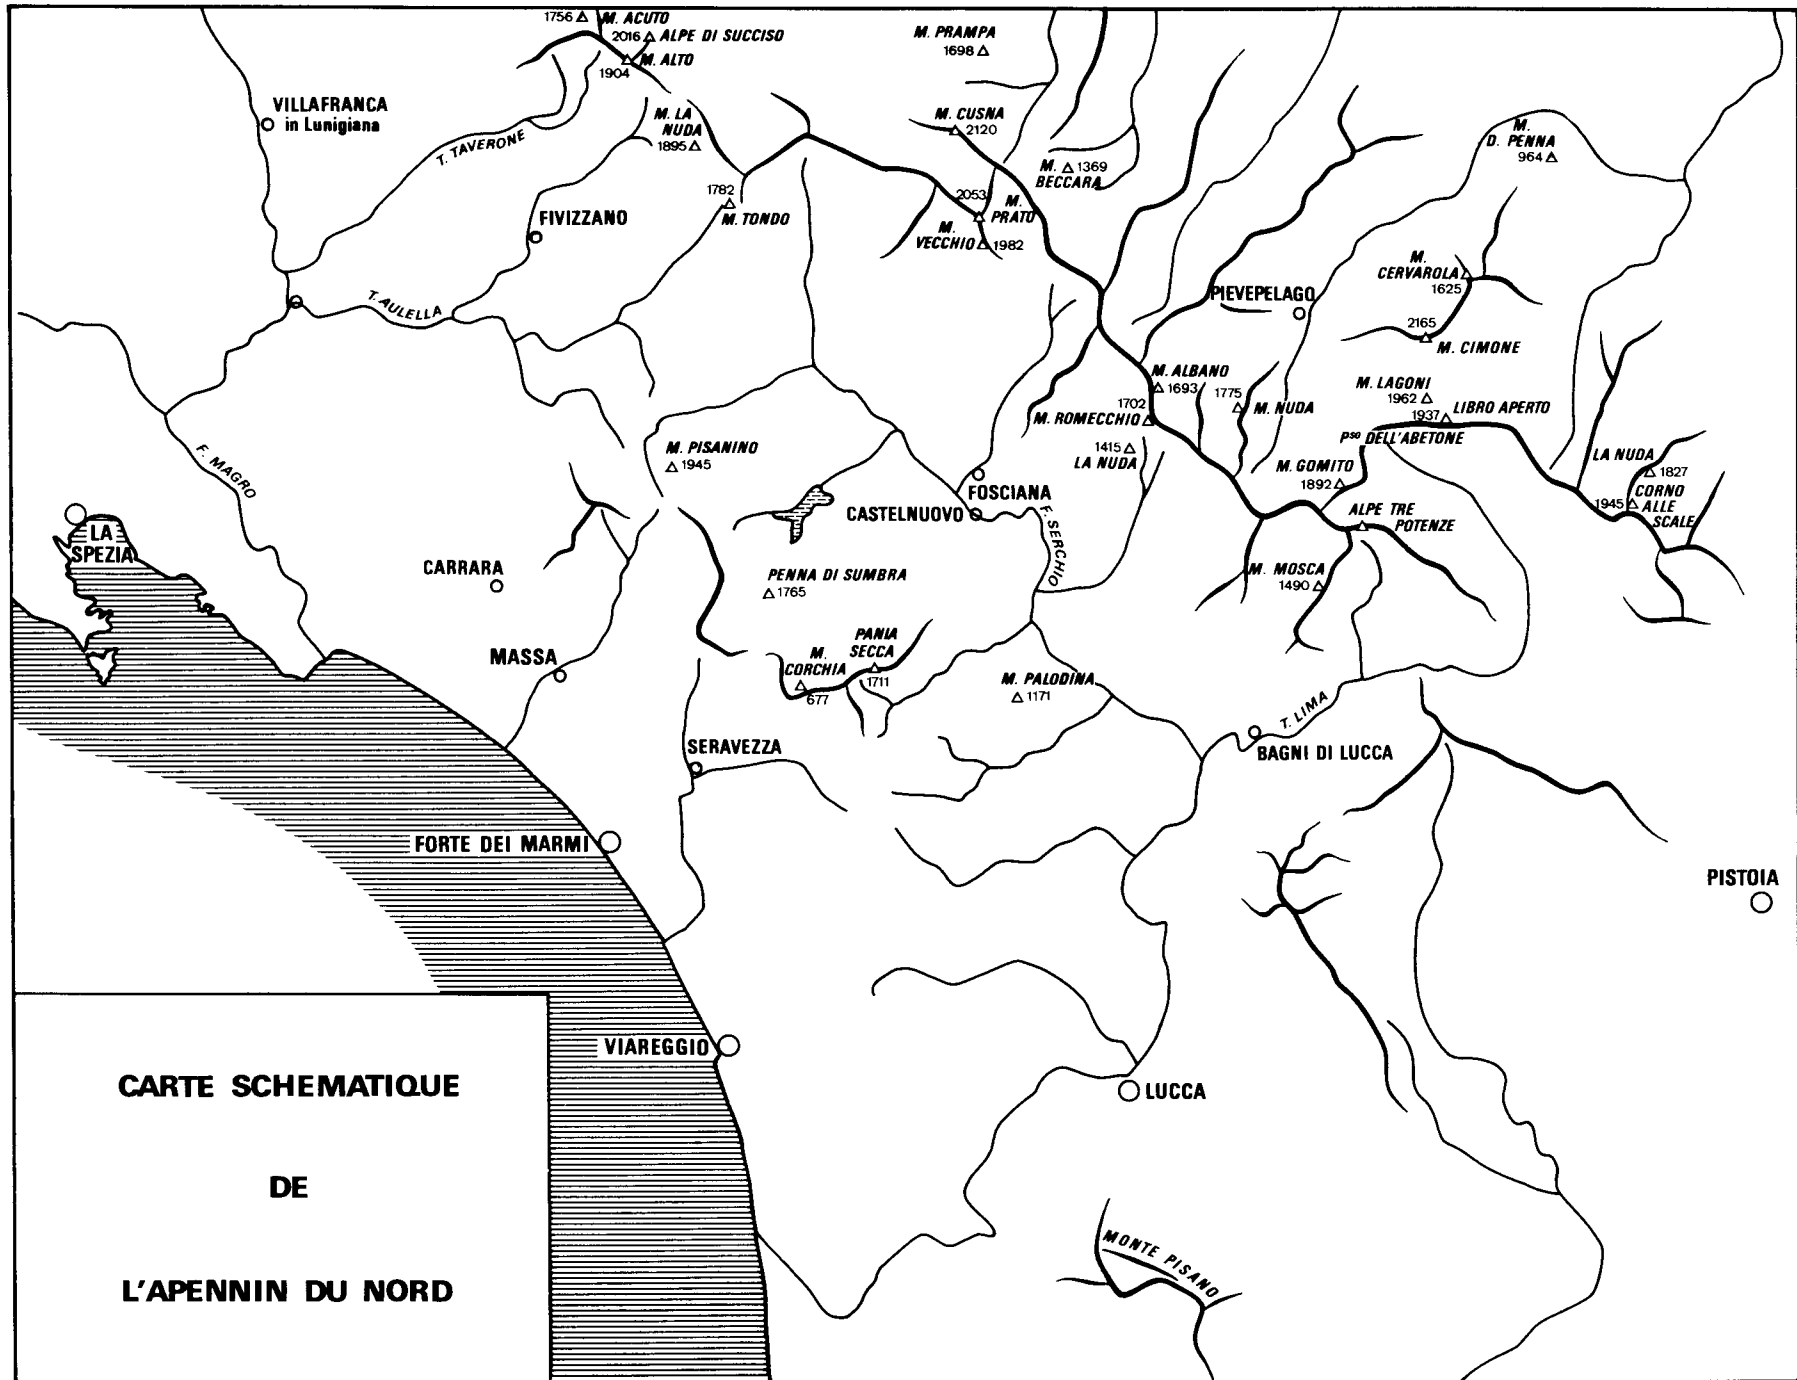 1756 M. ACUTO
2016 ALPE DI SUCCISO
M. ALTO
1904
M. PRAMPA
1698
VILLAFRANCA
in Lunigiana
M. LA
NUDA
1895
M. CUSNA
2120
M.
D. PENNA
964
T. TAVERONE
M. 1369
BECCARA
1782
M. TONDO
2053
M.
PRATO
FIVIZZANO
M.
VECCHIO 1982
M.
CERVAROLA
1625
PIEVEPELAGO
T. AULELLA
2165
M. CIMONE
M. ALBANO
1693
1775
M. NUDA
M. LAGONI
1962
1937 LIBRO APERTO
1702
M. ROMECCHIO
Pso DELL'ABETONE
1415
LA NUDA
M. PISANINO
1945
F. MAGRO
M. GOMITO
1892
LA NUDA
1827
FOSCIANA
CASTELNUOVO
F. SERCHIO
1945 CORNO
ALLE
SCALE
ALPE TRE
POTENZE
LA
SPEZIA
CARRARA
PENNA DI SUMBRA
1765
M. MOSCA
1490
PANIA
SECCA
1711
M.
CORCHIA
677
MASSA
M. PALODINA
1171
T. LIMA
SERAVEZZA
BAGNI DI LUCCA
FORTE DEI MARMI
PISTOIA
VIAREGGIO
LUCCA
MONTE PISANO
CARTE SCHEMATIQUE
DE
L'APENNIN DU NORD